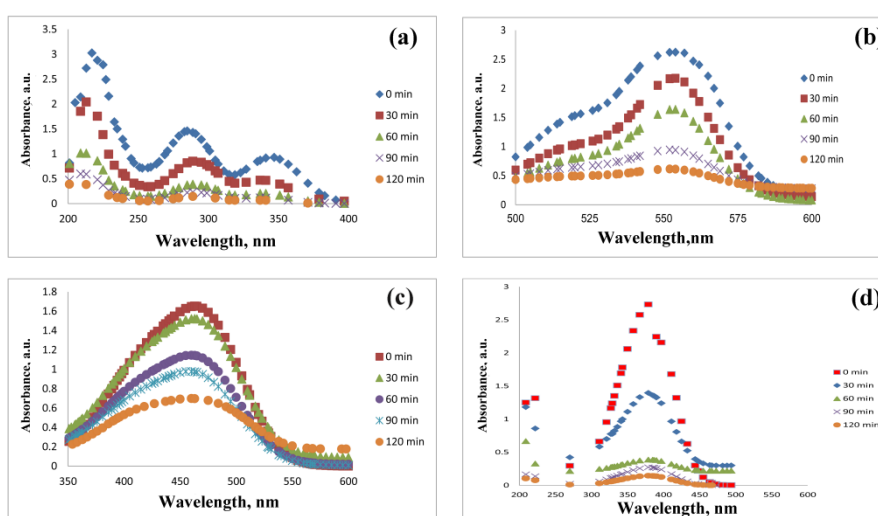 (a)
3.5
3
2.5
2
1.5
1
0.5
0
200 250 300 350 400
Absorbance, a.u.
Wavelength, nm
0 min
30 min
60 min
90 min
120 min
(b)
3
2.5
2
1.5
1
0.5
0
500 525 550 575 600
Absorbance, a.u.
Wavelength,nm
0 min
30 min
60 min
90 min
120 min
(c)
1.8
1.6
1.4
1.2
1
0.8
0.6
0.4
0.2
0
350 400 450 500 550 600
Absorbance, a.u.
Wavelength, nm
0 min
30 min
60 min
90 min
120 min
(d)
3
2.5
2
1.5
1
0.5
0
200 300 400 500 600
Absorbance, a.u.
Wavelength, nm
0 min
30 min
60 min
90 min
120 min